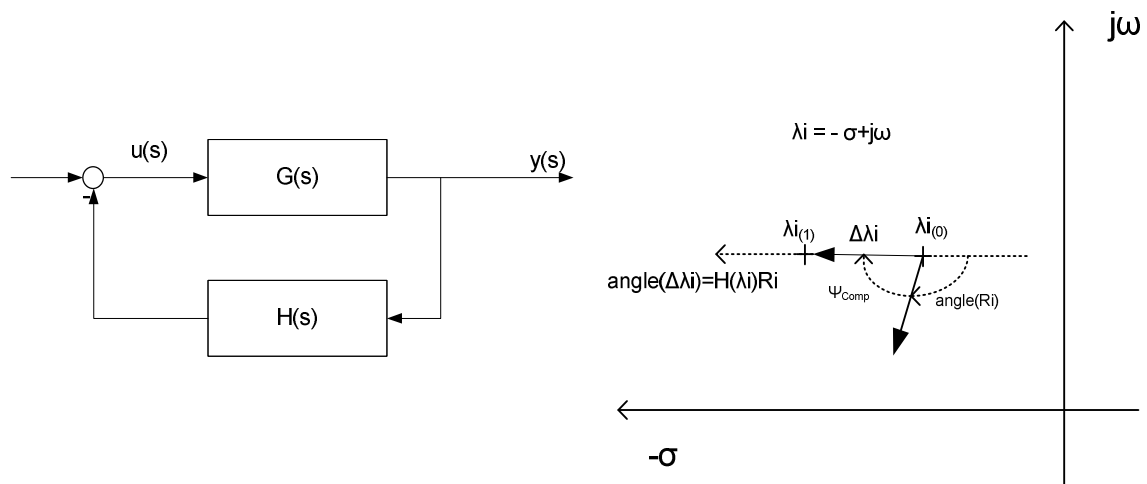 u(s)
G(s)
y(s)
-
H(s)
jω
λi = - σ+jω
λi(1)
Δλi
λi(0)
angle(Δλi)=H(λi)Ri
ΨComp
angle(Ri)
-σ